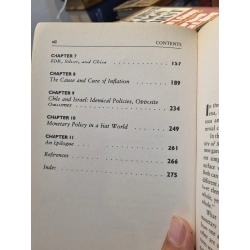 xii
CONTENTS
CHAPTER 7
FDR, Silver, and China 157
CHAPTER 8
The Cause and Cure of Inflation 189
CHAPTER 9
Chile and Israel: Identical Policies, Opposite
Outcomes 234
CHAPTER 10
Monetary Policy in a Fiat World 249
CHAPTER 11
An Epilogue 261
References 266
Index 275